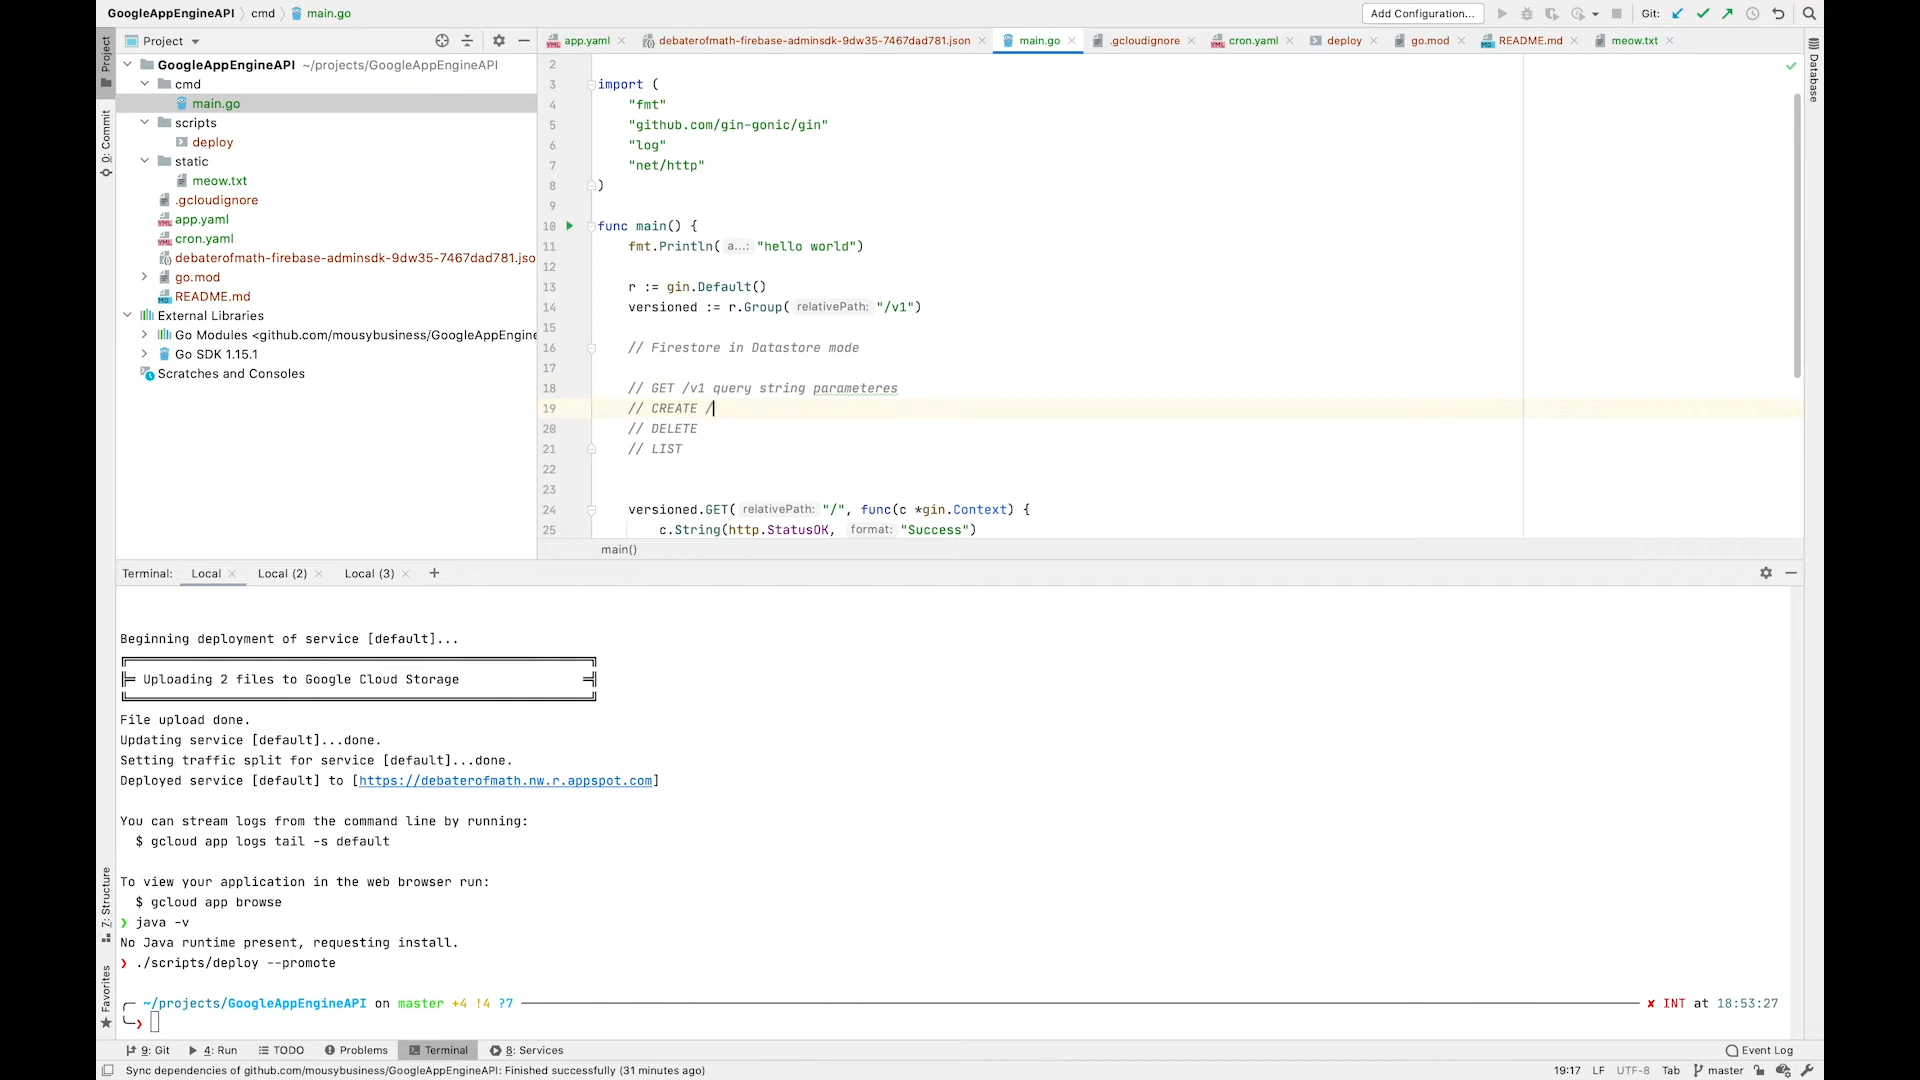 GoogleAppEngineAPI cmd main.go
Add Configuration...
Git:
Project
app.yaml
debaterofmath-firebase-adminsdk-9dw35-7467dad781.json
main.go
.gcloudignore
cron.yaml
deploy
go.mod
README.md
meow.txt
Project
0: Commit
7: Structure
Favorites
Database
GoogleAppEngineAPI ~/projects/GoogleAppEngineAPI
cmd
main.go
scripts
deploy
static
meow.txt
.gcloudignore
app.yaml
cron.yaml
debaterofmath-firebase-adminsdk-9dw35-7467dad781.jso
go.mod
README.md
External Libraries
Go Modules <github.com/mousybusiness/GoogleAppEngine
Go SDK 1.15.1
Scratches and Consoles
2
3 import (
4 "fmt"
5 "github.com/gin-gonic/gin"
6 "log"
7 "net/http"
8 )
9
10 func main() {
11 fmt.Println( a...: "hello world")
12
13 r := gin.Default()
14 versioned := r.Group( relativePath: "/v1")
15
16 // Firestore in Datastore mode
17
18 // GET /v1 query string parameteres
19 // CREATE /
20 // DELETE
21 // LIST
22
23
24 versioned.GET( relativePath: "/", func(c *gin.Context) {
25 c.String(http.StatusOK, format: "Success")
main()
Terminal: Local Local (2) Local (3) +
Beginning deployment of service [default]...
Uploading 2 files to Google Cloud Storage
File upload done.
Updating service [default]...done.
Setting traffic split for service [default]...done.
Deployed service [default] to [https://debaterofmath.nw.r.appspot.com]
You can stream logs from the command line by running:
$ gcloud app logs tail -s default
To view your application in the web browser run:
$ gcloud app browse
❯ java -v
No Java runtime present, requesting install.
❯ ./scripts/deploy --promote
~/projects/GoogleAppEngineAPI on master +4 !4 ?7 ✘ INT at 18:53:27
❯
9: Git 4: Run TODO Problems Terminal 8: Services Event Log
Sync dependencies of github.com/mousybusiness/GoogleAppEngineAPI: Finished successfully (31 minutes ago) 19:17 LF UTF-8 Tab master